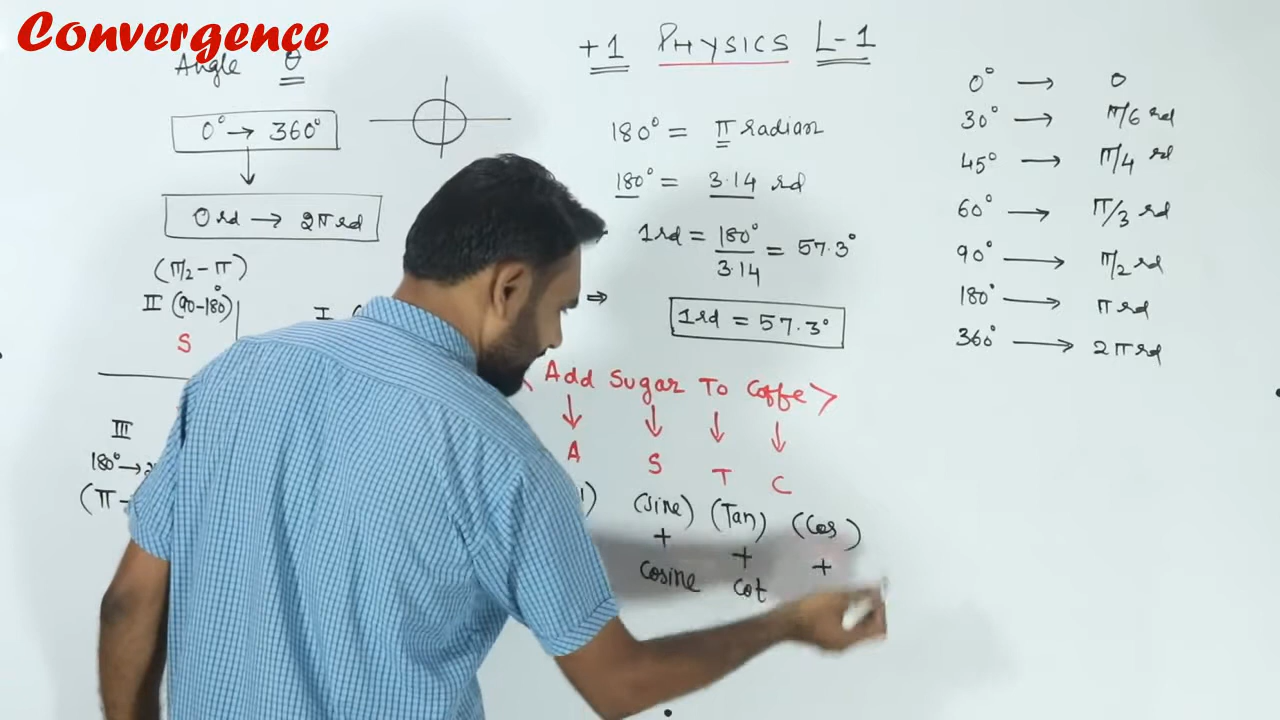 Convergence
+1 PHYSICS L-1
Angle θ
0° → 360°
0 rd → 2π rd
(π/2 - π)
II (90-180°)
S
I (
III
180° →
(π -
180° = π radian
180° = 3.14 rd
1 rd = 180° / 3.14 = 57.3°
⇒ 1 rd = 57.3°
Add Sugar To Coffe >
A S T C
(Sine) (Tan) (Cos)
+ + +
Cosine Cot
0° → 0
30° → π/6 rd
45° → π/4 rd
60° → π/3 rd
90° → π/2 rd
180° → π rd
360° → 2π rd